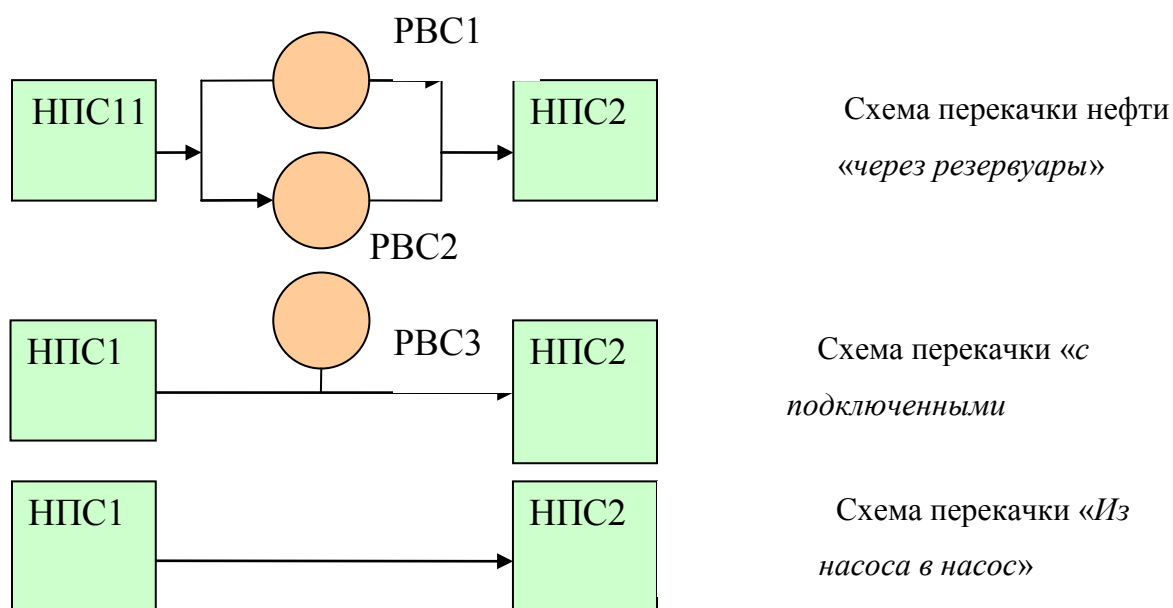 РВС1
НПС11
НПС2
Схема перекачки нефти
«через резервуары»
РВС2
НПС1
РВС3
НПС2
Схема перекачки «с
подключенными
НПС1
НПС2
Схема перекачки «Из
насоса в насос»